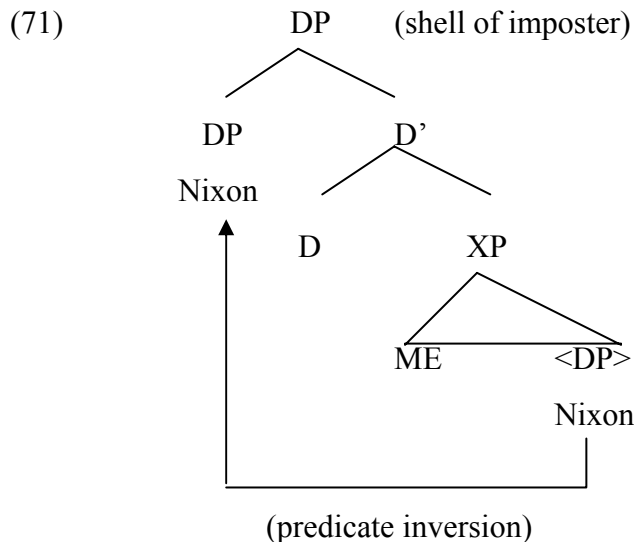 (71) DP (shell of imposter)
DP D’
Nixon
D XP
ME <DP>
Nixon
(predicate inversion)